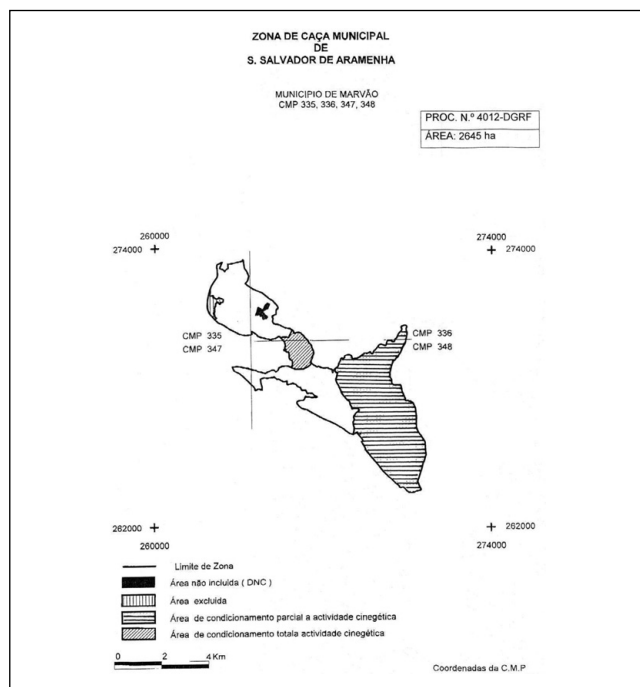 ZONA DE CAÇA MUNICIPAL
DE
S. SALVADOR DE ARAMENHA
MUNICIPIO DE MARVÃO
CMP 335, 336, 347, 348
PROC. N.º 4012-DGRF
ÁREA: 2645 ha
260000
274000
274000
274000
CMP 335
CMP 347
CMP 336
CMP 348
262000
260000
262000
274000
Limite de Zona
Área não incluida ( DNC )
Área excluida
Área de condicionamento parcial a actividade cinegética
Área de condicionamento totala actividade cinegética
0 2 4 Km
Coordenadas da C.M.P